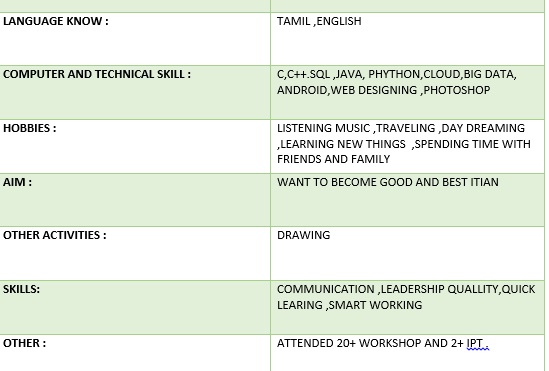 LANGUAGE KNOW : TAMIL ,ENGLISH
COMPUTER AND TECHNICAL SKILL : C,C++.SQL ,JAVA, PHYTHON,CLOUD,BIG DATA,
ANDROID,WEB DESIGNING ,PHOTOSHOP
HOBBIES : LISTENING MUSIC ,TRAVELING ,DAY DREAMING
,LEARNING NEW THINGS ,SPENDING TIME WITH
FRIENDS AND FAMILY
AIM : WANT TO BECOME GOOD AND BEST ITIAN
OTHER ACTIVITIES : DRAWING
SKILLS: COMMUNICATION ,LEADERSHIP QUALLITY,QUICK
LEARING ,SMART WORKING
OTHER : ATTENDED 20+ WORKSHOP AND 2+ IPT .